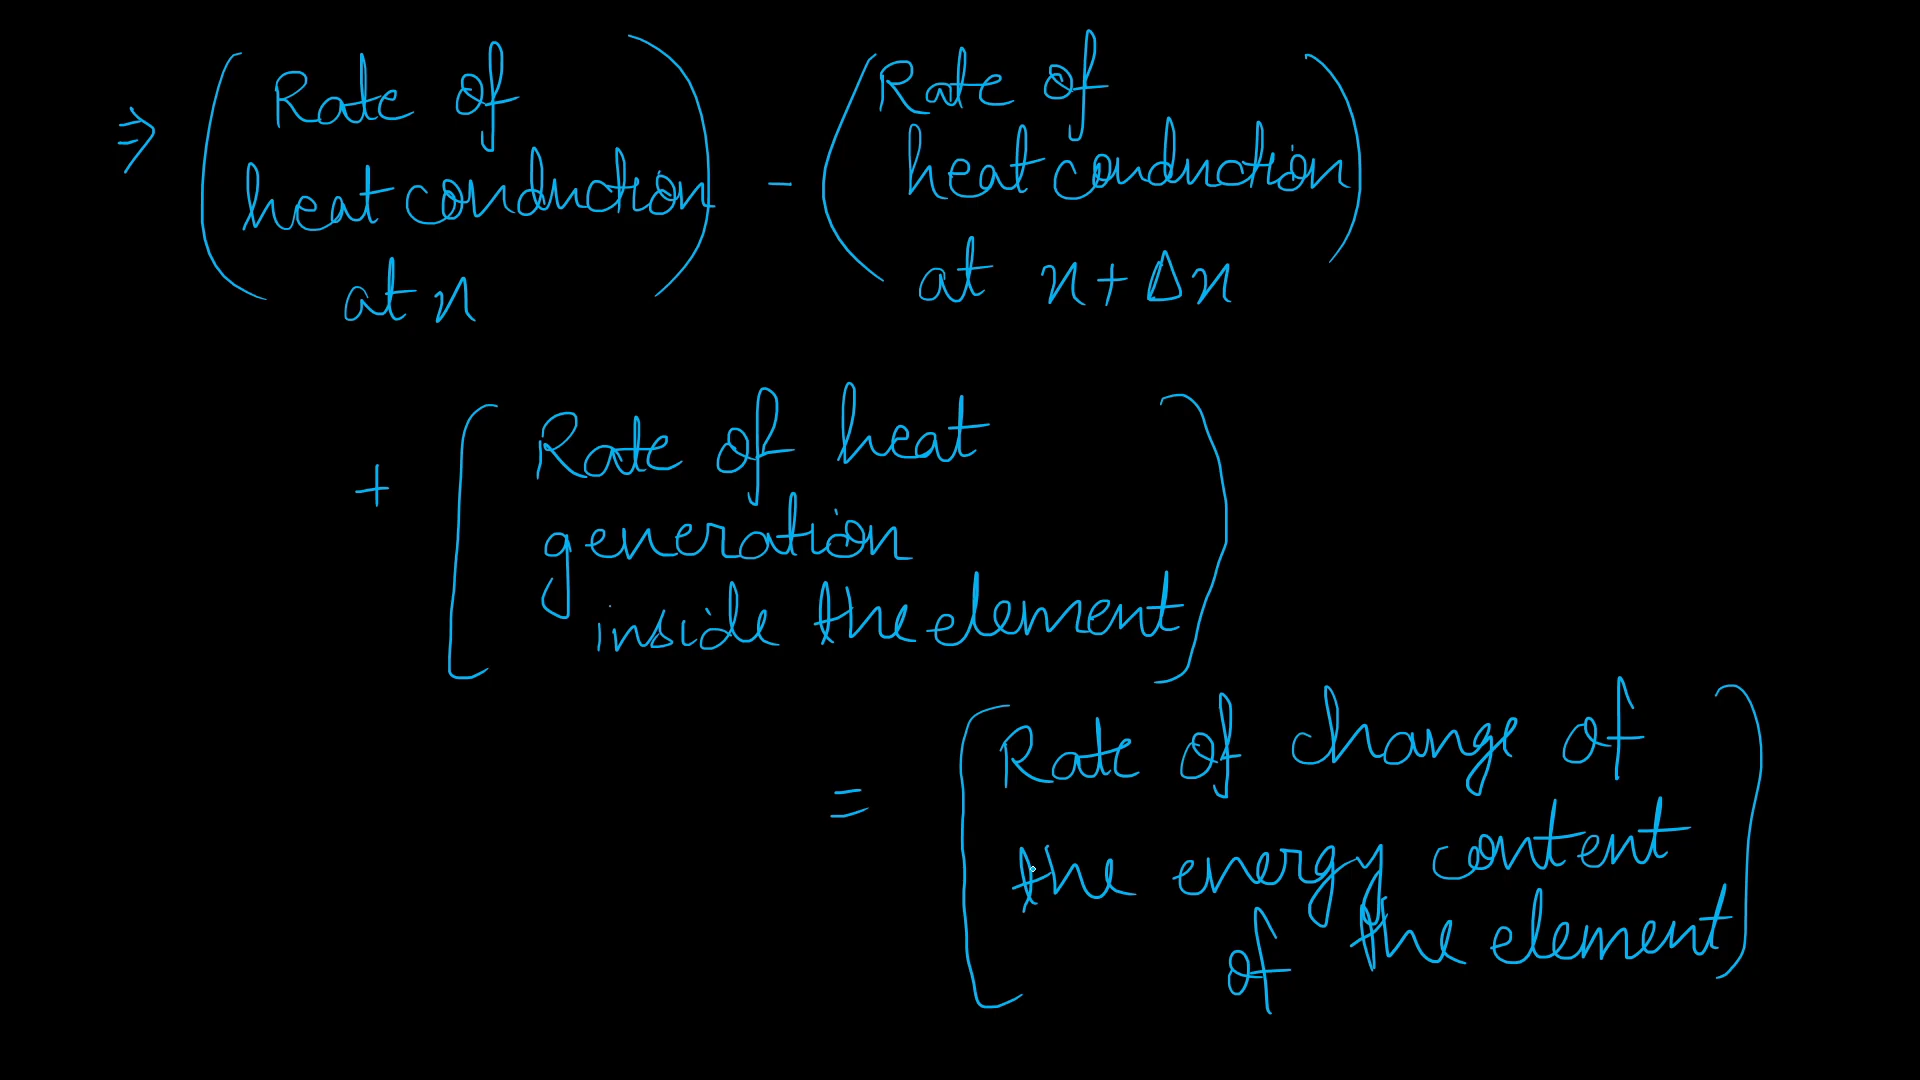 ⇒ (Rate of
heat conduction
at x) - (Rate of
heat conduction
at x + Δx)
+ [Rate of heat
generation
inside the element]
= [Rate of change of
the energy content
of the element]